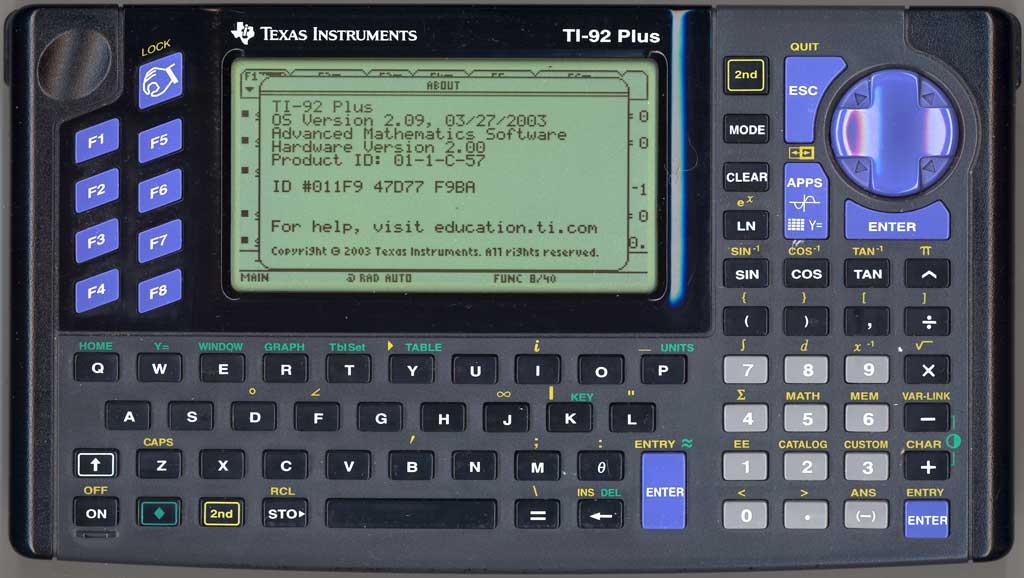 TEXAS INSTRUMENTS TI-92 Plus
LOCK
F1 F5
F2 F6
F3 F7
F4 F8
ABOUT
TI-92 Plus
OS Version 2.09, 03/27/2003
Advanced Mathematics Software
Hardware Version 2.00
Product ID: 01-1-C-57
ID #011F9 47D77 F9BA
For help, visit education.ti.com
Copyright © 2003 Texas Instruments. All rights reserved.
MAIN RAD AUTO FUNC 8/40
QUIT
2nd ESC
MODE
CLEAR APPS
Y=
e^x
LN ENTER
SIN⁻¹ COS⁻¹ TAN⁻¹ π
SIN COS TAN ^
{ } [ ]
( ) , ÷
∫ d x⁻¹ √
7 8 9 ×
Σ MATH MEM VAR-LINK
4 5 6 −
EE CATALOG CUSTOM CHAR
1 2 3 +
< > ANS ENTRY
0 . (−) ENTER
HOME Y= WINDOW GRAPH TblSet TABLE i _ UNITS
Q W E R T Y U I O P
° ∠ ∞ | KEY "
A S D F G H J K L
CAPS ′ ; : ENTRY ≈
↑ Z X C V B N M θ ENTER
OFF RCL \ INS DEL
ON ◆ 2nd STO▸ = ←